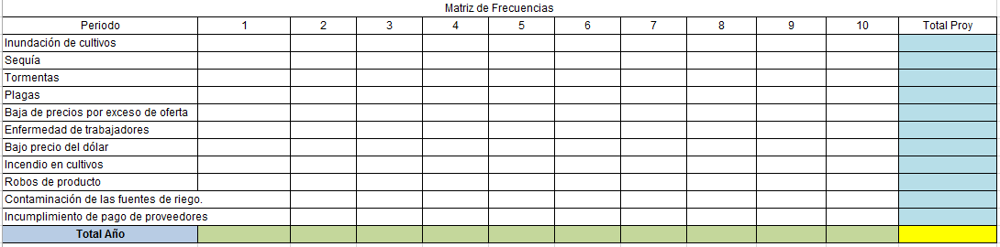 Matriz de Frecuencias
Periodo 1 2 3 4 5 6 7 8 9 10 Total Proy
Inundación de cultivos
Sequía
Tormentas
Plagas
Baja de precios por exceso de oferta
Enfermedad de trabajadores
Bajo precio del dólar
Incendio en cultivos
Robos de producto
Contaminación de las fuentes de riego.
Incumplimiento de pago de proveedores
Total Año